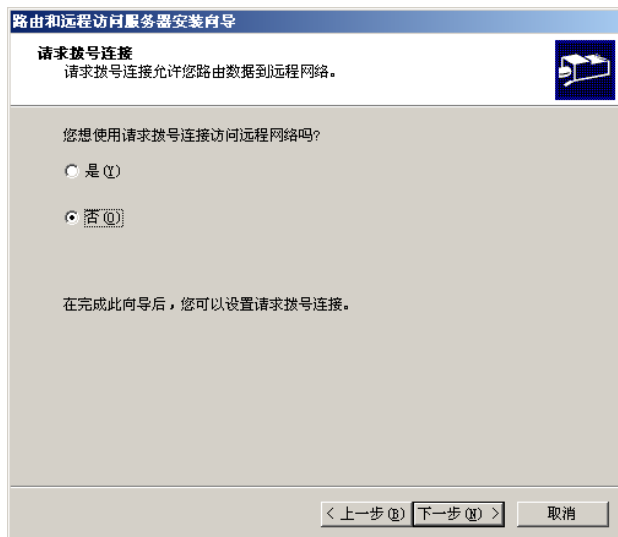 路由和远程访问服务器安装向导
请求拨号连接
请求拨号连接允许您路由数据到远程网络。
您想使用请求拨号连接访问远程网络吗?
是(Y)
否(O)
在完成此向导后,您可以设置请求拨号连接。
< 上一步(B) 下一步(N) > 取消